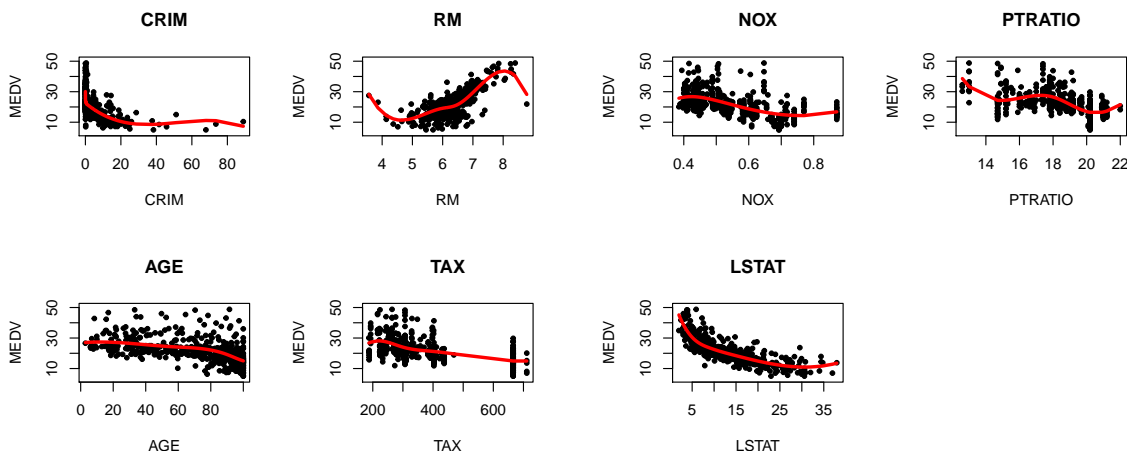 CRIM RM NOX PTRATIO
MEDV 10 30 50 MEDV 10 30 50 MEDV 10 30 50 MEDV 10 30 50
0 20 40 60 80 4 5 6 7 8 0.4 0.6 0.8 14 16 18 20 22
CRIM RM NOX PTRATIO
AGE TAX LSTAT
MEDV 10 30 50 MEDV 10 30 50 MEDV 10 30 50
0 20 40 60 80 200 400 600 5 15 25 35
AGE TAX LSTAT